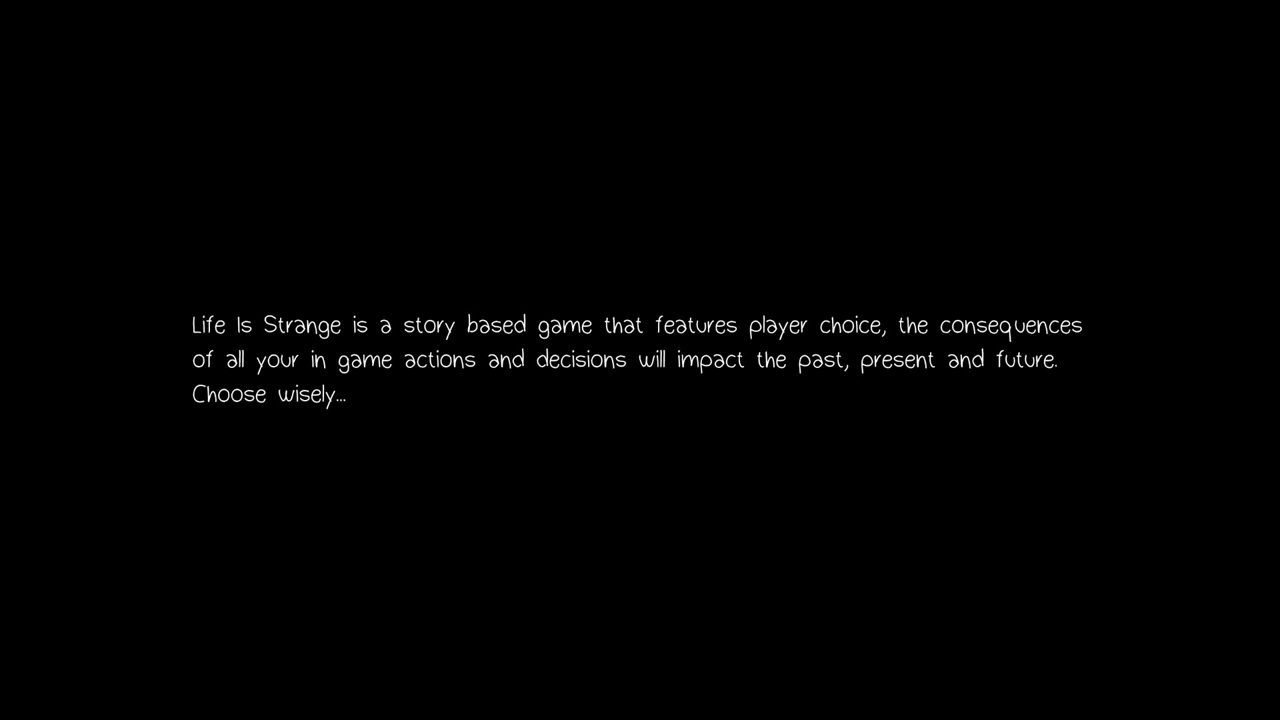 Life Is Strange is a story based game that features player choice, the consequences
of all your in game actions and decisions will impact the past, present and future.
Choose wisely...